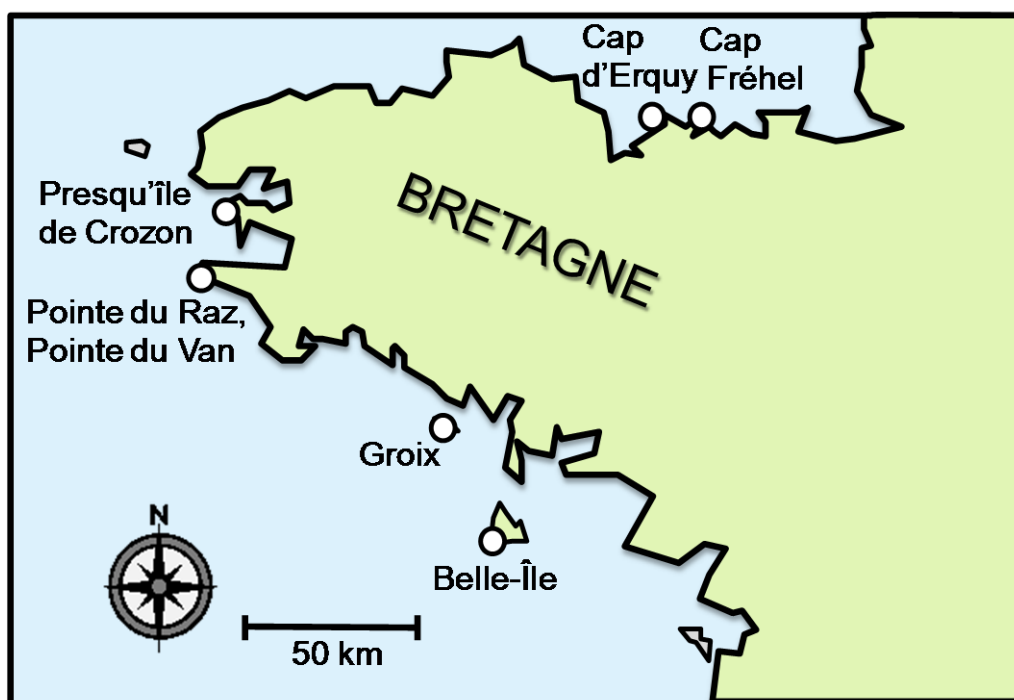 Cap
d'Erquy
Cap
Fréhel
Presqu'île
de Crozon
BRETAGNE
Pointe du Raz,
Pointe du Van
Groix
Belle-Île
N
50 km